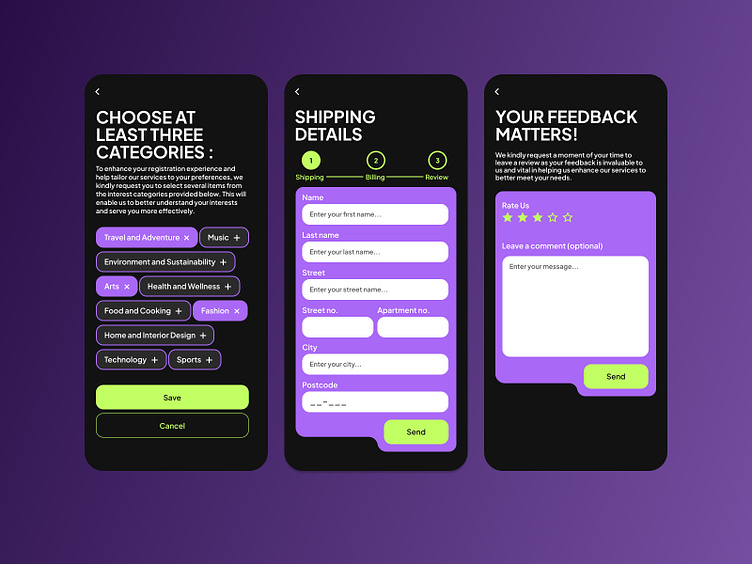 CHOOSE AT
LEAST THREE
CATEGORIES :
To enhance your registration experience and
help tailor our services to your preferences, we
kindly request you to select several items from
the interest categories provided below. This will
enable us to better understand your interests
and serve you more effectively.
Travel and Adventure ×
Music +
Environment and Sustainability +
Arts ×
Health and Wellness +
Food and Cooking +
Fashion ×
Home and Interior Design +
Technology +
Sports +
Save
Cancel
SHIPPING
DETAILS
1
2
3
Shipping
Billing
Review
Name
Enter your first name...
Last name
Enter your last name...
Street
Enter your street name...
Street no.
Apartment no.
City
Enter your city...
Postcode
__-___
Send
YOUR FEEDBACK
MATTERS!
We kindly request a moment of your time to
leave a review as your feedback is invaluable to
us and vital in helping us enhance our services to
better meet your needs.
Rate Us
Leave a comment (optional)
Enter your message...
Send